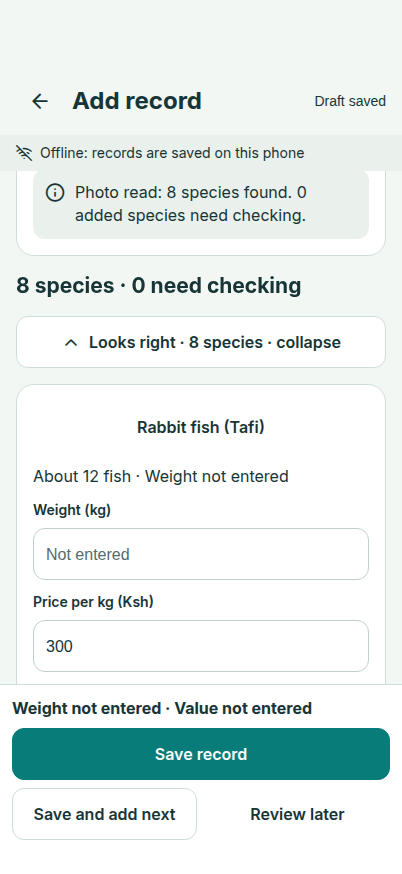 Add record
Draft saved
Offline: records are saved on this phone
Photo read: 8 species found. 0
added species need checking.
8 species · 0 need checking
Looks right · 8 species · collapse
Rabbit fish (Tafi)
About 12 fish · Weight not entered
Weight (kg)
Not entered
Price per kg (Ksh)
300
Weight not entered · Value not entered
Save record
Save and add next
Review later